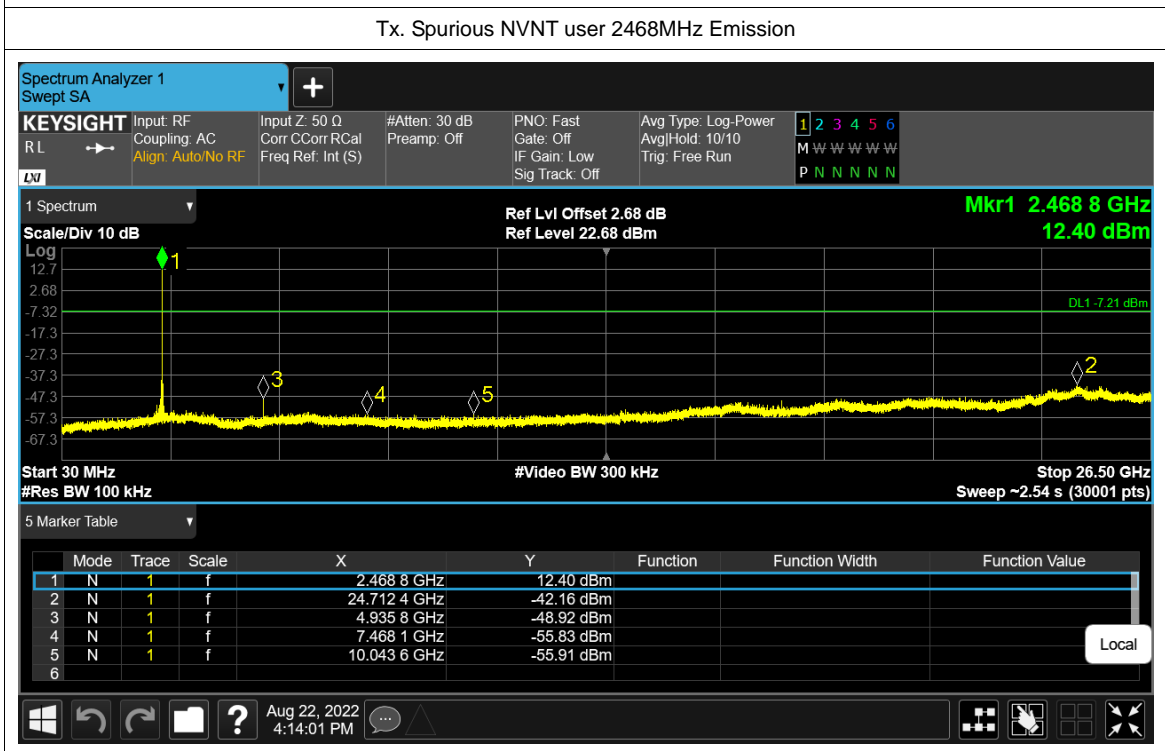 Tx. Spurious NVNT user 2468MHz Emission
Spectrum Analyzer 1
Swept SA
+
KEYSIGHT Input: RF Input Z: 50 Ω #Atten: 30 dB PNO: Fast Avg Type: Log-Power 1 2 3 4 5 6
R L Coupling: AC Corr CCorr RCal Preamp: Off Gate: Off Avg|Hold: 10/10 M W W W W W
Align: Auto/No RF Freq Ref: Int (S) IF Gain: Low Trig: Free Run
LXI Sig Track: Off P N N N N N
1 Spectrum Ref Lvl Offset 2.68 dB Mkr1 2.468 8 GHz
Scale/Div 10 dB Ref Level 22.68 dBm 12.40 dBm
Log
1
12.7
2.68
DL1 -7.21 dBm
-7.32
-17.3
-27.3
2
-37.3
3
-47.3
4 5
-57.3
-67.3
Start 30 MHz #Video BW 300 kHz Stop 26.50 GHz
#Res BW 100 kHz Sweep ~2.54 s (30001 pts)
5 Marker Table
Mode Trace Scale X Y Function Function Width Function Value
1 N 1 f 2.468 8 GHz 12.40 dBm
2 N 1 f 24.712 4 GHz -42.16 dBm
3 N 1 f 4.935 8 GHz -48.92 dBm
4 N 1 f 7.468 1 GHz -55.83 dBm
5 N 1 f 10.043 6 GHz -55.91 dBm
6
Local
? Aug 22, 2022
4:14:01 PM